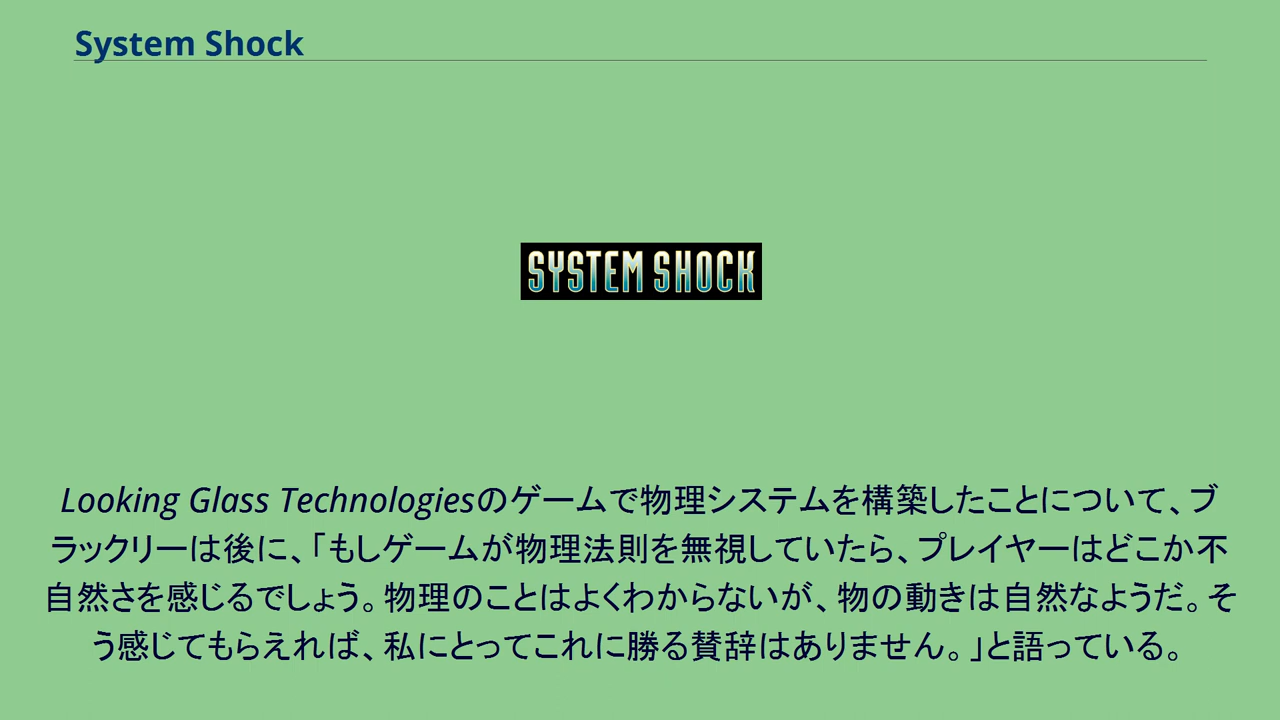 System Shock
SYSTEM SHOCK
Looking Glass Technologiesのゲームで物理システムを構築したことについて、ブ
ラックリーは後に、「もしゲームが物理法則を無視していたら、プレイヤーはどこか不
自然さを感じるでしょう。物理のことはよくわからないが、物の動きは自然なようだ。そ
う感じてもらえれば、私にとってこれに勝る賛辞はありません。」と語っている。